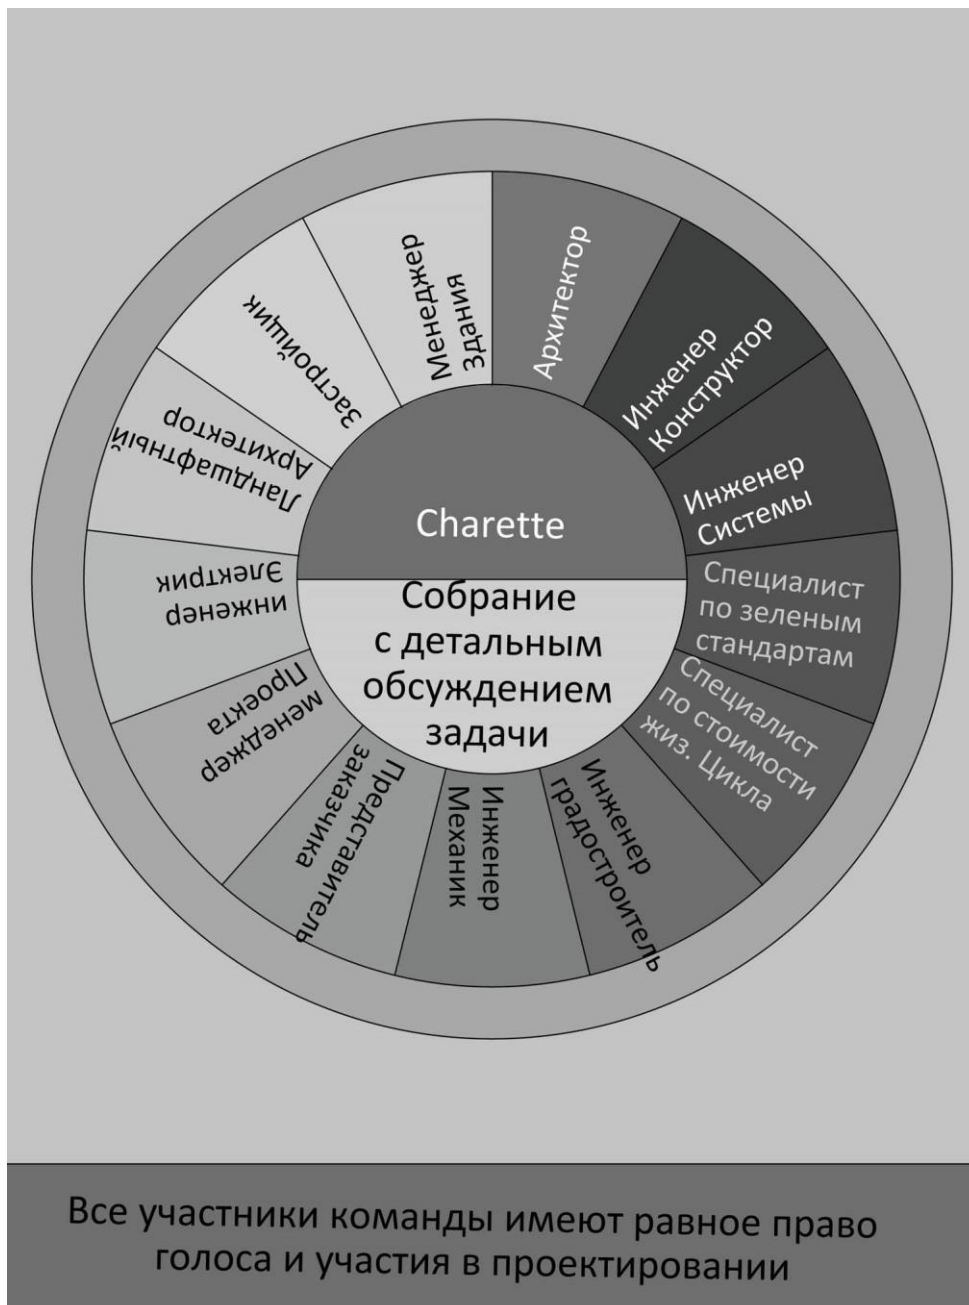 Архитектор
Инженер
Конструктор
Инженер
Системы
Специалист
по зеленым
стандартам
Специалист
по стоимости
жиз. Цикла
Инженер
градостроитель
Инженер
Механик
Представитель
заказчика
менеджер
Проекта
инженер
Электрик
Ландшафтный
Архитектор
Застройщик
Менеджер
Здания
Charette
Собрание
с детальным
обсуждением
задачи
Все участники команды имеют равное право
голоса и участия в проектировании